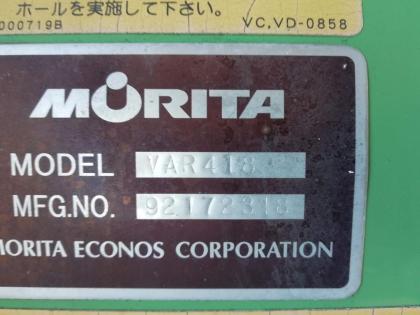 ホールを実施して下さい。
000719B VC,VD-0858
MORITA
MODEL VAR418
MFG.NO. 92172318
MORITA ECONOS CORPORATION